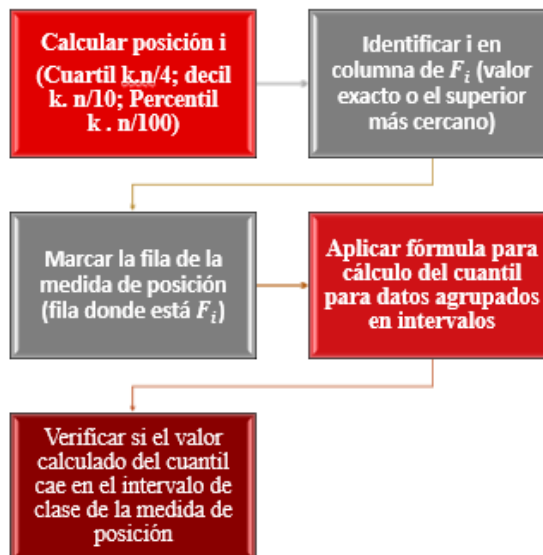 Calcular posición i
(Cuartil k.n/4; decil
k. n/10; Percentil
k . n/100)
Identificar i en
columna de F_i (valor
exacto o el superior
más cercano)
Marcar la fila de la
medida de posición
(fila donde está F_i)
Aplicar fórmula para
cálculo del cuantil
para datos agrupados
en intervalos
Verificar si el valor
calculado del cuantil
cae en el intervalo de
clase de la medida de
posición